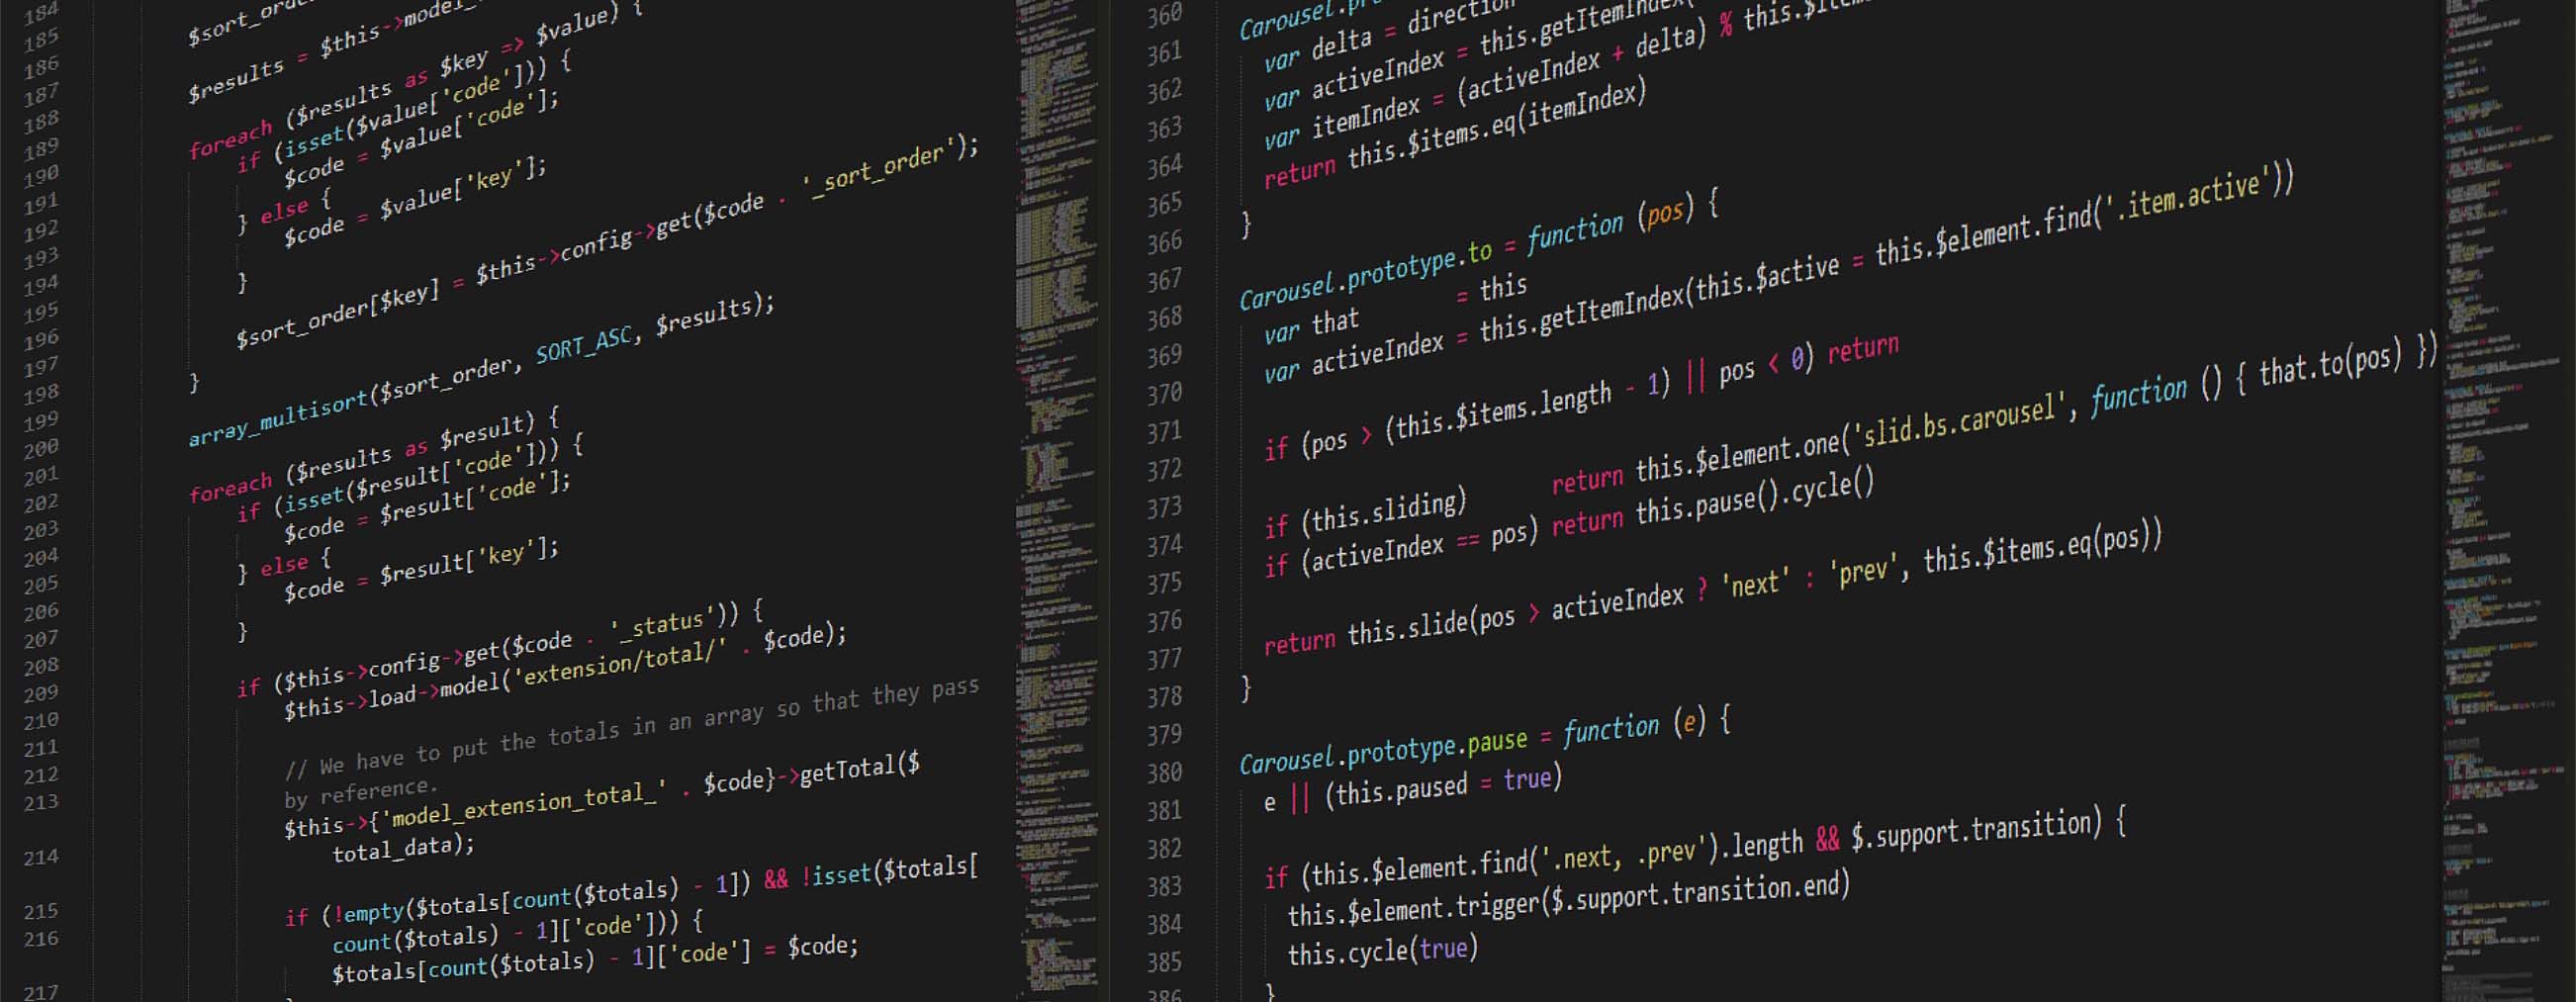 184
185
186
187
188
189
190
191
192
193
194
195
196
197
198
199
200
201
202
203
204
205
206
207
208
209
210
211
212
213
214
215
216
217
$results = $this->model_
foreach ($results as $key => $value) {
if (isset($value['code'])) {
$code = $value['code'];
} else {
$code = $value['key'];
}
$sort_order[$key] = $this->config->get($code . '_sort_order');
}
array_multisort($sort_order, SORT_ASC, $results);
foreach ($results as $result) {
if (isset($result['code'])) {
$code = $result['code'];
} else {
$code = $result['key'];
}
if ($this->config->get($code . '_status')) {
$this->load->model('extension/total/' . $code);
// We have to put the totals in an array so that they pass
by reference.
$this->{'model_extension_total_' . $code}->getTotal($
total_data);
if (!empty($totals[count($totals) - 1]) && !isset($totals[
count($totals) - 1]['code'])) {
$totals[count($totals) - 1]['code'] = $code;
360
361
362
363
364
365
366
367
368
369
370
371
372
373
374
375
376
377
378
379
380
381
382
383
384
385
386
var delta = direction
var activeIndex = this.getItemIndex(
var itemIndex = (activeIndex + delta) % this.$
return this.$items.eq(itemIndex)
}
Carousel.prototype.to = function (pos) {
var that = this
var activeIndex = this.getItemIndex(this.$active = this.$element.find('.item.active'))
if (pos > (this.$items.length - 1) || pos < 0) return
if (this.sliding) return this.$element.one('slid.bs.carousel', function () { that.to(pos) })
if (activeIndex == pos) return this.pause().cycle()
return this.slide(pos > activeIndex ? 'next' : 'prev', this.$items.eq(pos))
}
Carousel.prototype.pause = function (e) {
e || (this.paused = true)
if (this.$element.find('.next, .prev').length && $.support.transition) {
this.$element.trigger($.support.transition.end)
this.cycle(true)
}